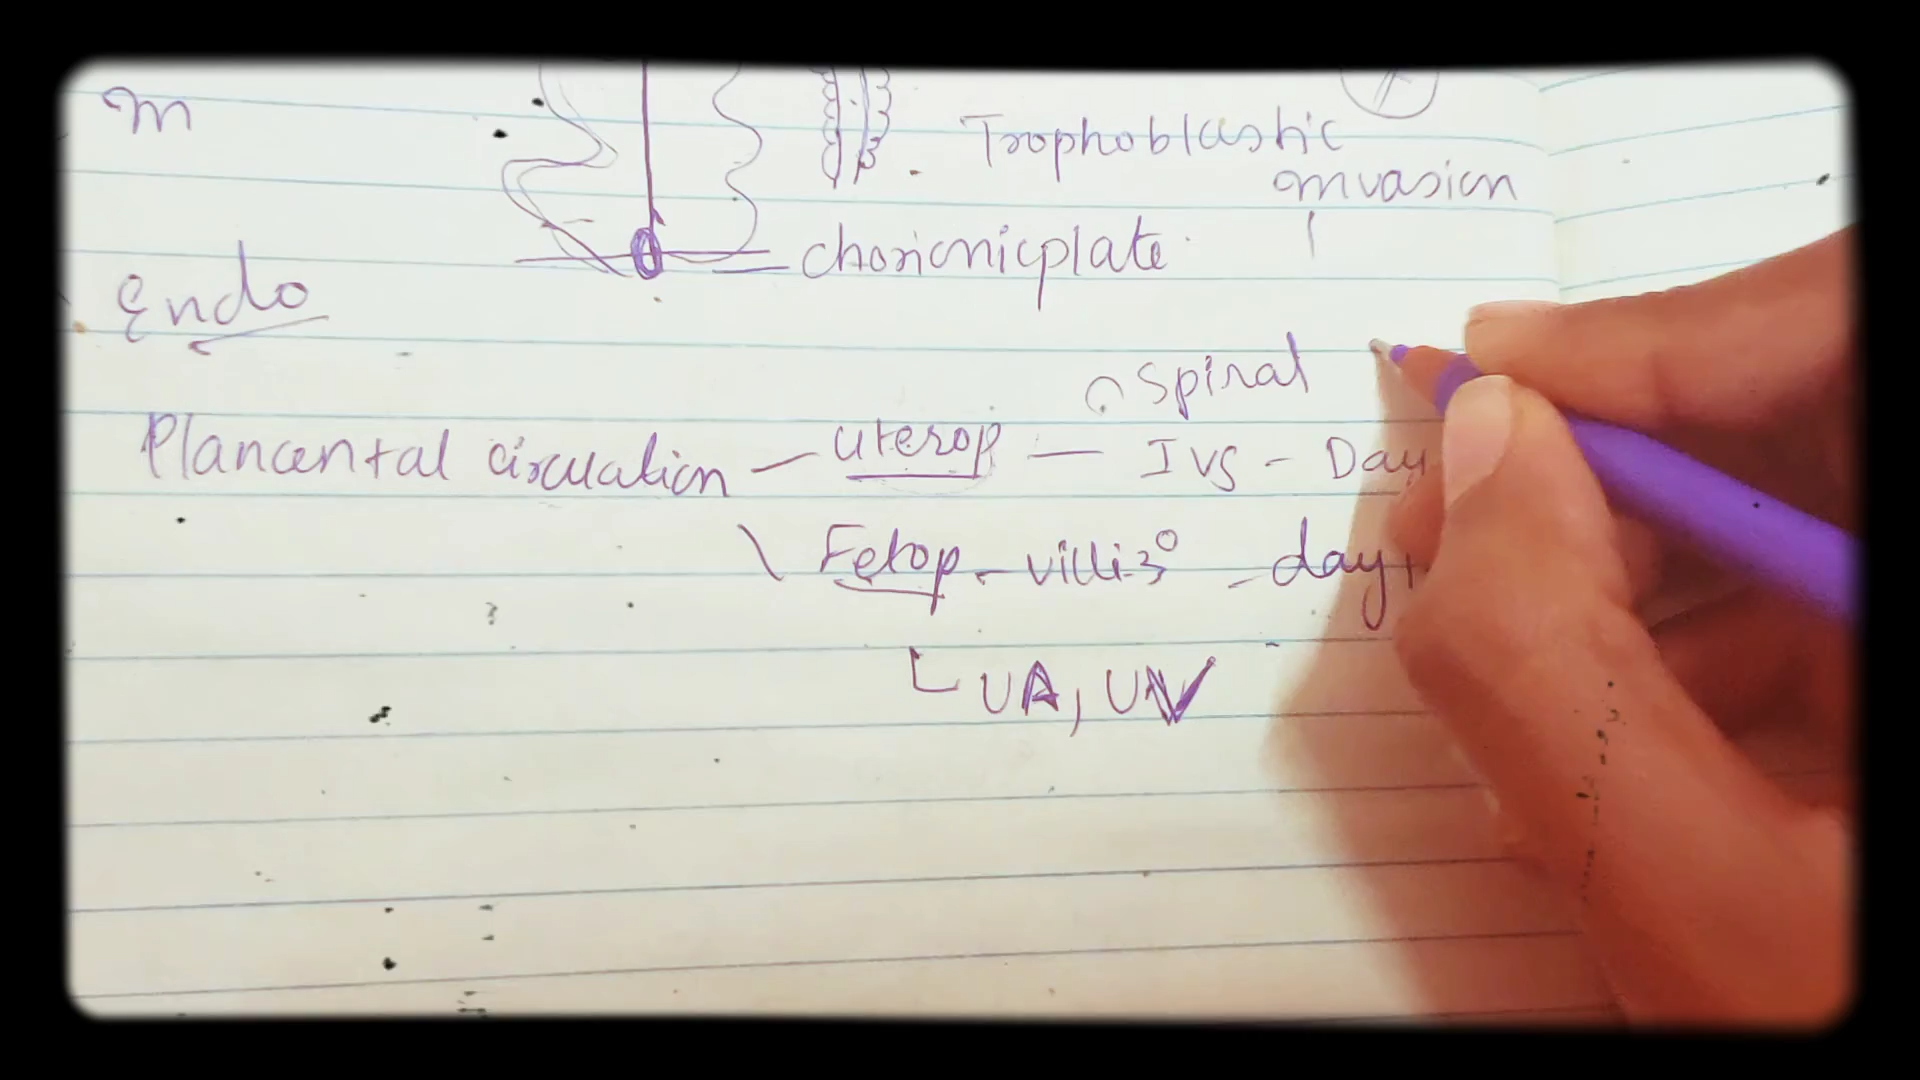 m
Trophoblastic
invasion
chorionicplate
Endo
Spiral
Plancental circulation — uterop — IVS - Day
Fetop - villi-3° - day
UA, UV